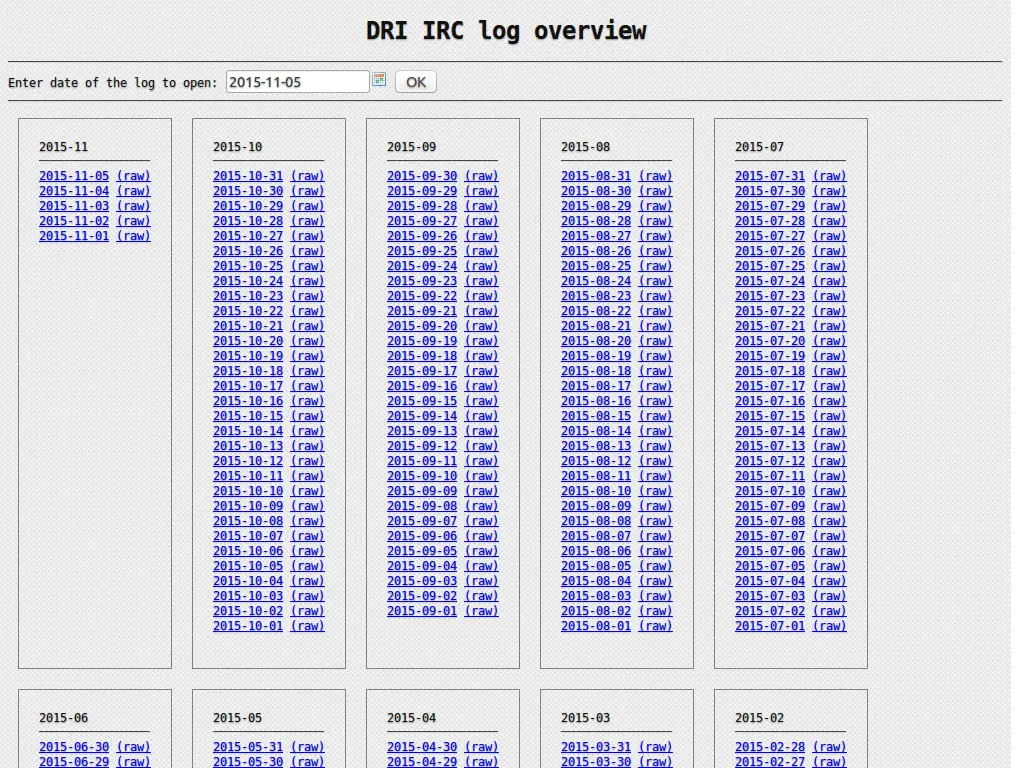 DRI IRC log overview
Enter date of the log to open: 2015-11-05 OK
2015-11
2015-11-05 (raw)
2015-11-04 (raw)
2015-11-03 (raw)
2015-11-02 (raw)
2015-11-01 (raw)
2015-10
2015-10-31 (raw)
2015-10-30 (raw)
2015-10-29 (raw)
2015-10-28 (raw)
2015-10-27 (raw)
2015-10-26 (raw)
2015-10-25 (raw)
2015-10-24 (raw)
2015-10-23 (raw)
2015-10-22 (raw)
2015-10-21 (raw)
2015-10-20 (raw)
2015-10-19 (raw)
2015-10-18 (raw)
2015-10-17 (raw)
2015-10-16 (raw)
2015-10-15 (raw)
2015-10-14 (raw)
2015-10-13 (raw)
2015-10-12 (raw)
2015-10-11 (raw)
2015-10-10 (raw)
2015-10-09 (raw)
2015-10-08 (raw)
2015-10-07 (raw)
2015-10-06 (raw)
2015-10-05 (raw)
2015-10-04 (raw)
2015-10-03 (raw)
2015-10-02 (raw)
2015-10-01 (raw)
2015-09
2015-09-30 (raw)
2015-09-29 (raw)
2015-09-28 (raw)
2015-09-27 (raw)
2015-09-26 (raw)
2015-09-25 (raw)
2015-09-24 (raw)
2015-09-23 (raw)
2015-09-22 (raw)
2015-09-21 (raw)
2015-09-20 (raw)
2015-09-19 (raw)
2015-09-18 (raw)
2015-09-17 (raw)
2015-09-16 (raw)
2015-09-15 (raw)
2015-09-14 (raw)
2015-09-13 (raw)
2015-09-12 (raw)
2015-09-11 (raw)
2015-09-10 (raw)
2015-09-09 (raw)
2015-09-08 (raw)
2015-09-07 (raw)
2015-09-06 (raw)
2015-09-05 (raw)
2015-09-04 (raw)
2015-09-03 (raw)
2015-09-02 (raw)
2015-09-01 (raw)
2015-08
2015-08-31 (raw)
2015-08-30 (raw)
2015-08-29 (raw)
2015-08-28 (raw)
2015-08-27 (raw)
2015-08-26 (raw)
2015-08-25 (raw)
2015-08-24 (raw)
2015-08-23 (raw)
2015-08-22 (raw)
2015-08-21 (raw)
2015-08-20 (raw)
2015-08-19 (raw)
2015-08-18 (raw)
2015-08-17 (raw)
2015-08-16 (raw)
2015-08-15 (raw)
2015-08-14 (raw)
2015-08-13 (raw)
2015-08-12 (raw)
2015-08-11 (raw)
2015-08-10 (raw)
2015-08-09 (raw)
2015-08-08 (raw)
2015-08-07 (raw)
2015-08-06 (raw)
2015-08-05 (raw)
2015-08-04 (raw)
2015-08-03 (raw)
2015-08-02 (raw)
2015-08-01 (raw)
2015-07
2015-07-31 (raw)
2015-07-30 (raw)
2015-07-29 (raw)
2015-07-28 (raw)
2015-07-27 (raw)
2015-07-26 (raw)
2015-07-25 (raw)
2015-07-24 (raw)
2015-07-23 (raw)
2015-07-22 (raw)
2015-07-21 (raw)
2015-07-20 (raw)
2015-07-19 (raw)
2015-07-18 (raw)
2015-07-17 (raw)
2015-07-16 (raw)
2015-07-15 (raw)
2015-07-14 (raw)
2015-07-13 (raw)
2015-07-12 (raw)
2015-07-11 (raw)
2015-07-10 (raw)
2015-07-09 (raw)
2015-07-08 (raw)
2015-07-07 (raw)
2015-07-06 (raw)
2015-07-05 (raw)
2015-07-04 (raw)
2015-07-03 (raw)
2015-07-02 (raw)
2015-07-01 (raw)
2015-06
2015-06-30 (raw)
2015-06-29 (raw)
2015-05
2015-05-31 (raw)
2015-05-30 (raw)
2015-04
2015-04-30 (raw)
2015-04-29 (raw)
2015-03
2015-03-31 (raw)
2015-03-30 (raw)
2015-02
2015-02-28 (raw)
2015-02-27 (raw)